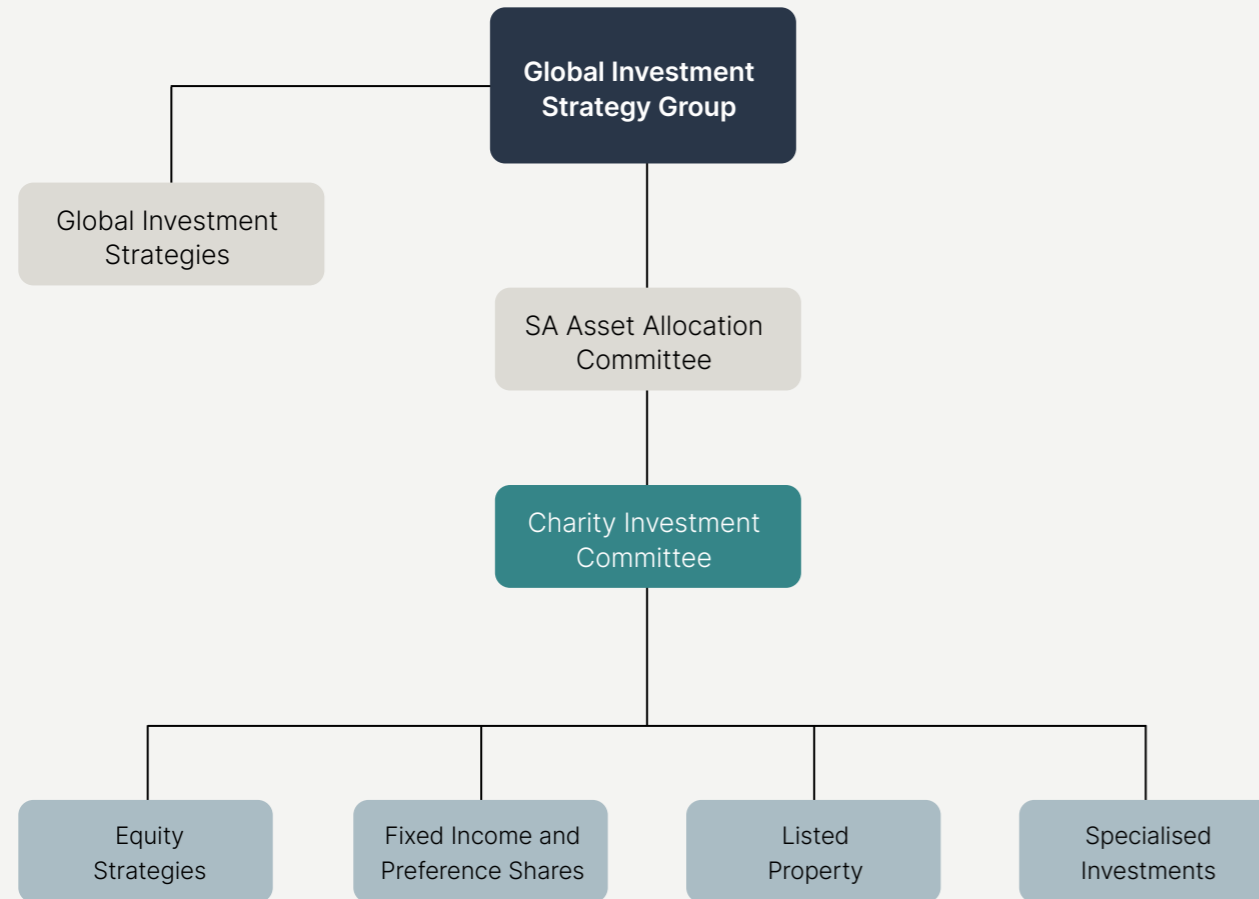 Global Investment
Strategy Group
Global Investment
Strategies
SA Asset Allocation
Committee
Charity Investment
Committee
Equity
Strategies
Fixed Income and
Preference Shares
Listed
Property
Specialised
Investments